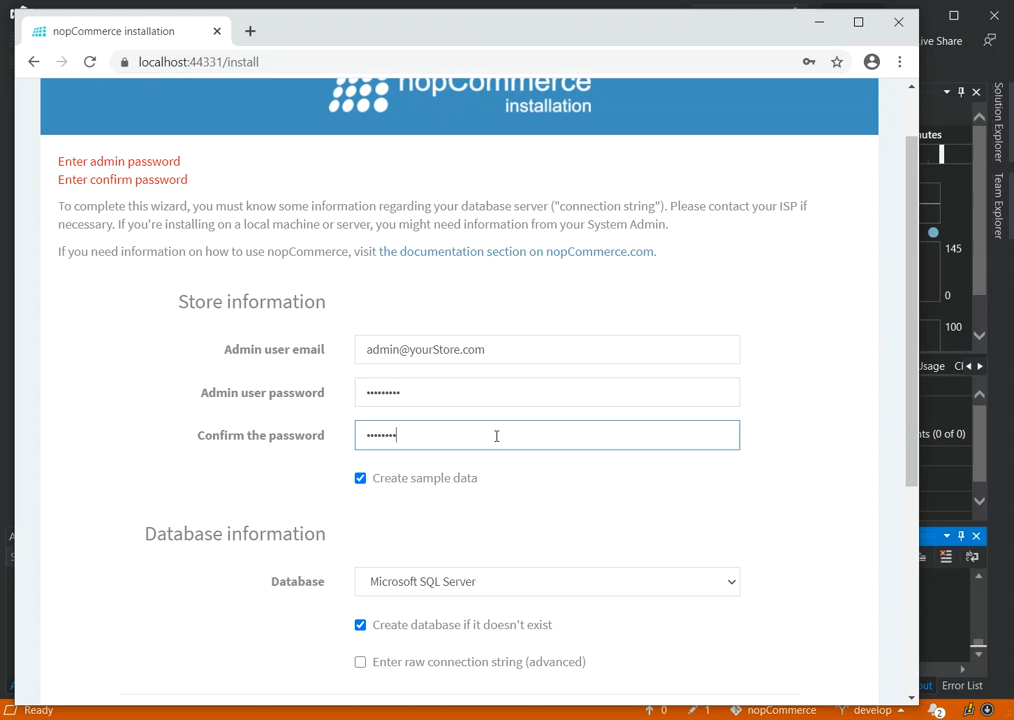 nopCommerce installation
ive Share
localhost:44331/install
nopCommerce
installation
nutes
Solution Explorer
Team Explorer
Enter admin password
Enter confirm password
To complete this wizard, you must know some information regarding your database server ("connection string"). Please contact your ISP if
necessary. If you're installing on a local machine or server, you might need information from your System Admin.
If you need information on how to use nopCommerce, visit the documentation section on nopCommerce.com.
145
0
100
Store information
Admin user email
admin@yourStore.com
Admin user password
•••••••••
Usage
Confirm the password
••••••••
nts (0 of 0)
Create sample data
Database information
Database
Microsoft SQL Server
Create database if it doesn't exist
Enter raw connection string (advanced)
Error List
Ready
0
1
nopCommerce
develop
2